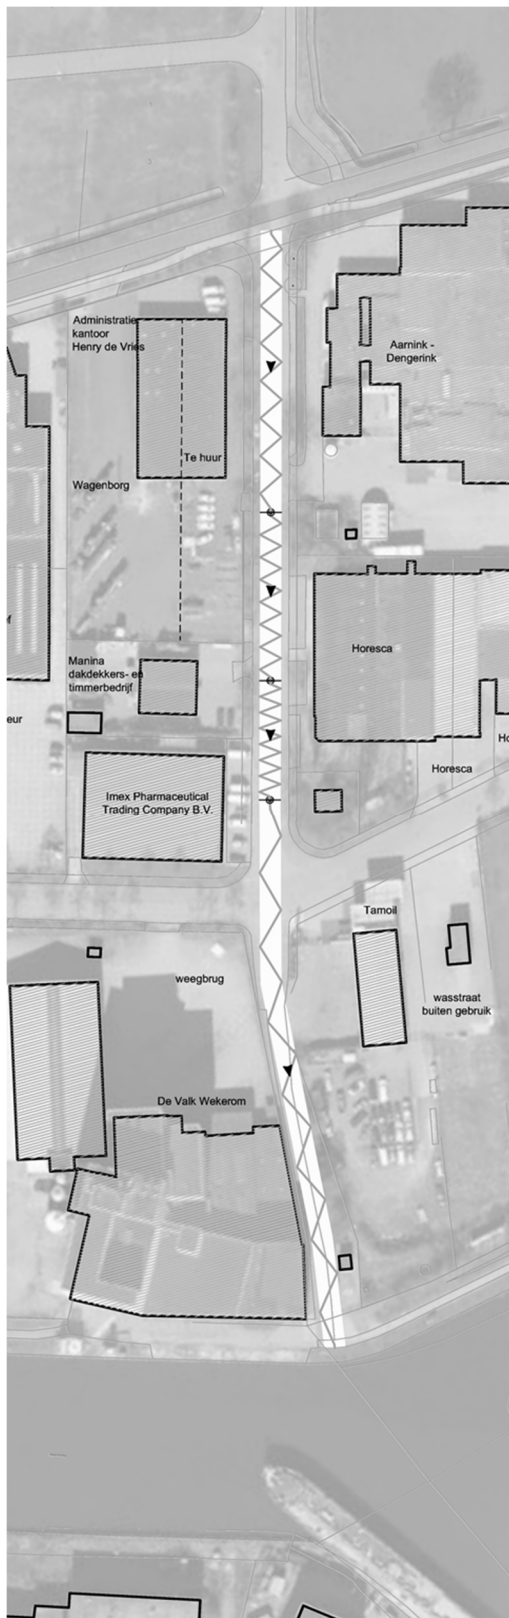 Administratie
kantoor
Henry de Vries
Aarnink -
Dengerink
Te huur
Wagenborg
Horesca
Manina
dakdekkers- en
timmerbedrijf
eur
Ho
Horesca
Imex Pharmaceutical
Trading Company B.V.
Tamoil
weegbrug
wasstraat
buiten gebruik
De Valk Wekerom